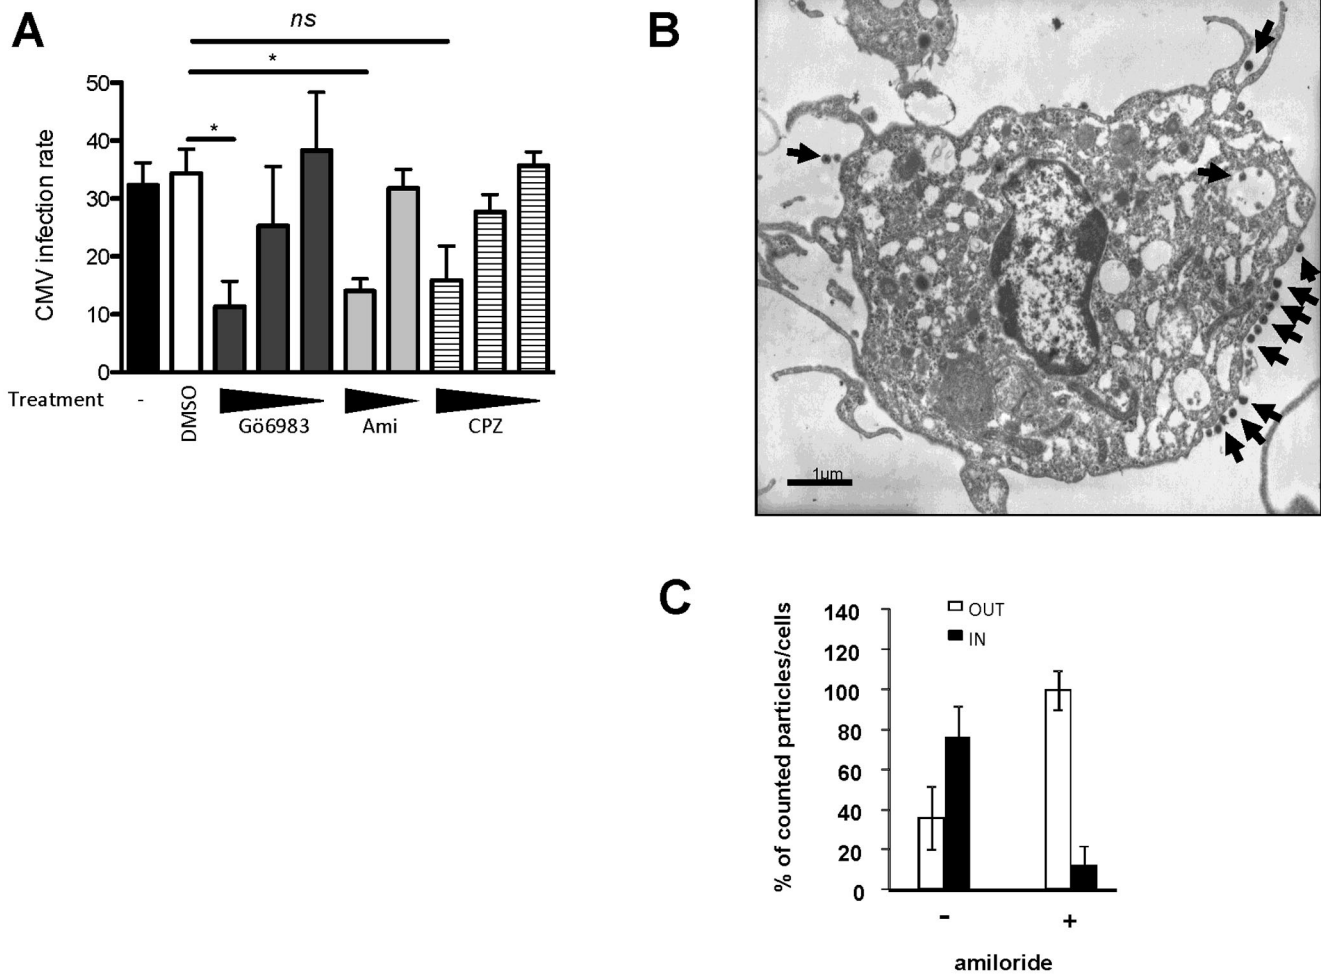 A
ns
*
*
50
40
30
20
10
0
CMV infection rate
Treatment
-
DMSO
Gö6983
Ami
CPZ
B
1µm
C
OUT
IN
140
120
100
80
60
40
20
0
% of counted particles/cells
- +
amiloride